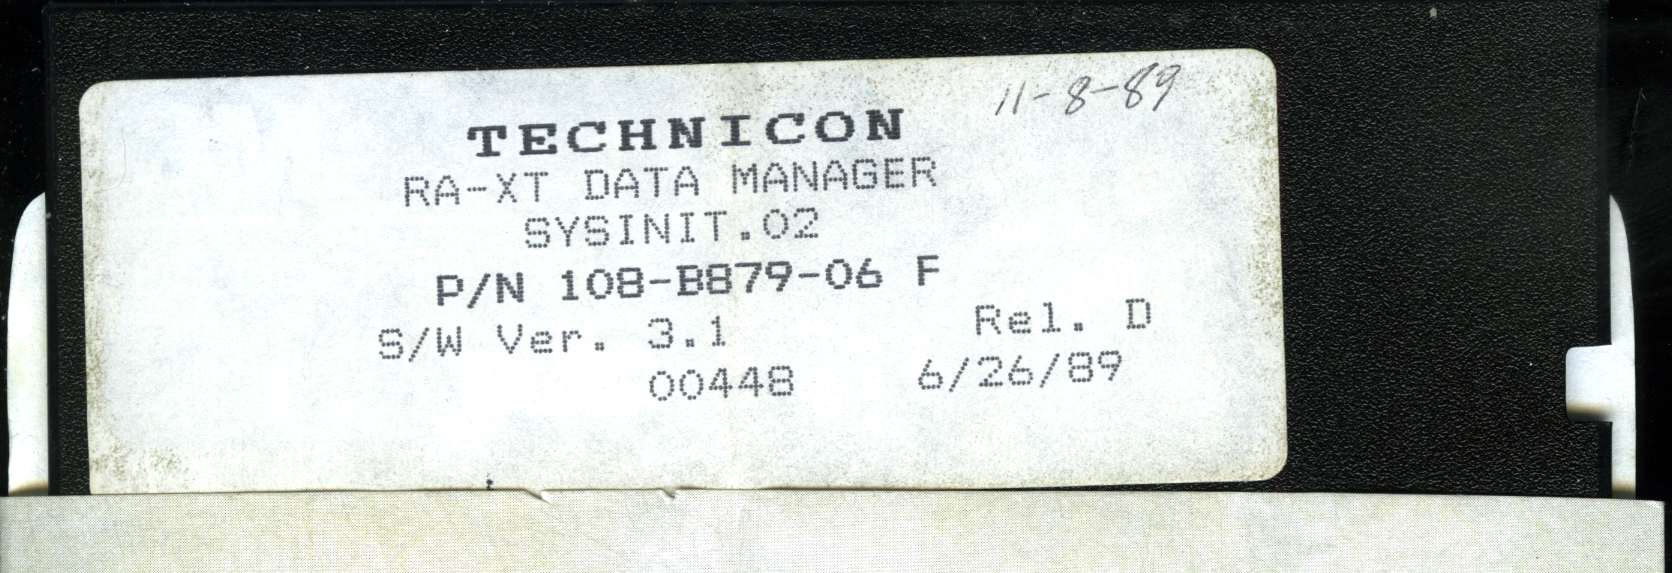 11-8-89
TECHNICON
RA-XT DATA MANAGER
SYSINIT.02
P/N 108-B879-06 F
S/W Ver. 3.1 Rel. D
00448 6/26/89